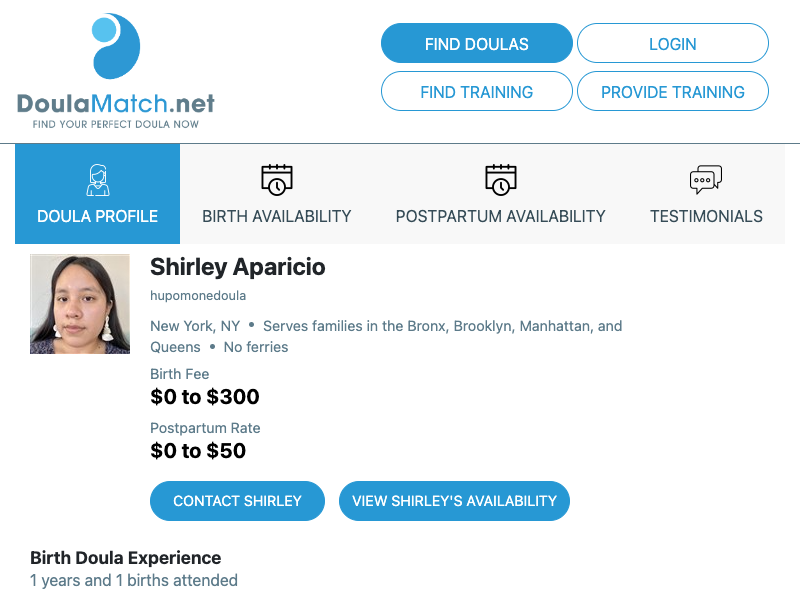 DoulaMatch.net
FIND YOUR PERFECT DOULA NOW
FIND DOULAS
LOGIN
FIND TRAINING
PROVIDE TRAINING
DOULA PROFILE
BIRTH AVAILABILITY
POSTPARTUM AVAILABILITY
TESTIMONIALS
Shirley Aparicio
hupomonedoula
New York, NY • Serves families in the Bronx, Brooklyn, Manhattan, and
Queens • No ferries
Birth Fee
$0 to $300
Postpartum Rate
$0 to $50
CONTACT SHIRLEY
VIEW SHIRLEY'S AVAILABILITY
Birth Doula Experience
1 years and 1 births attended